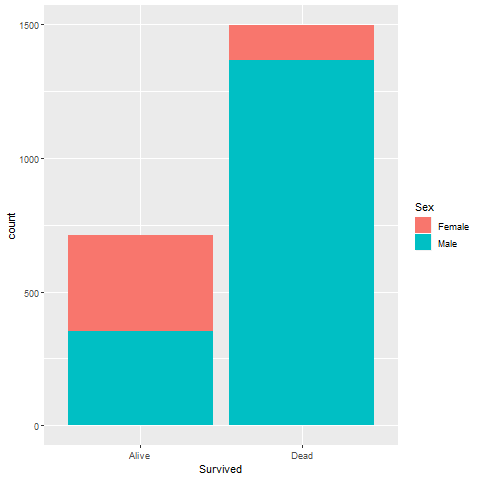 1500
1000
500
0
count
Alive
Dead
Survived
Sex
Female
Male